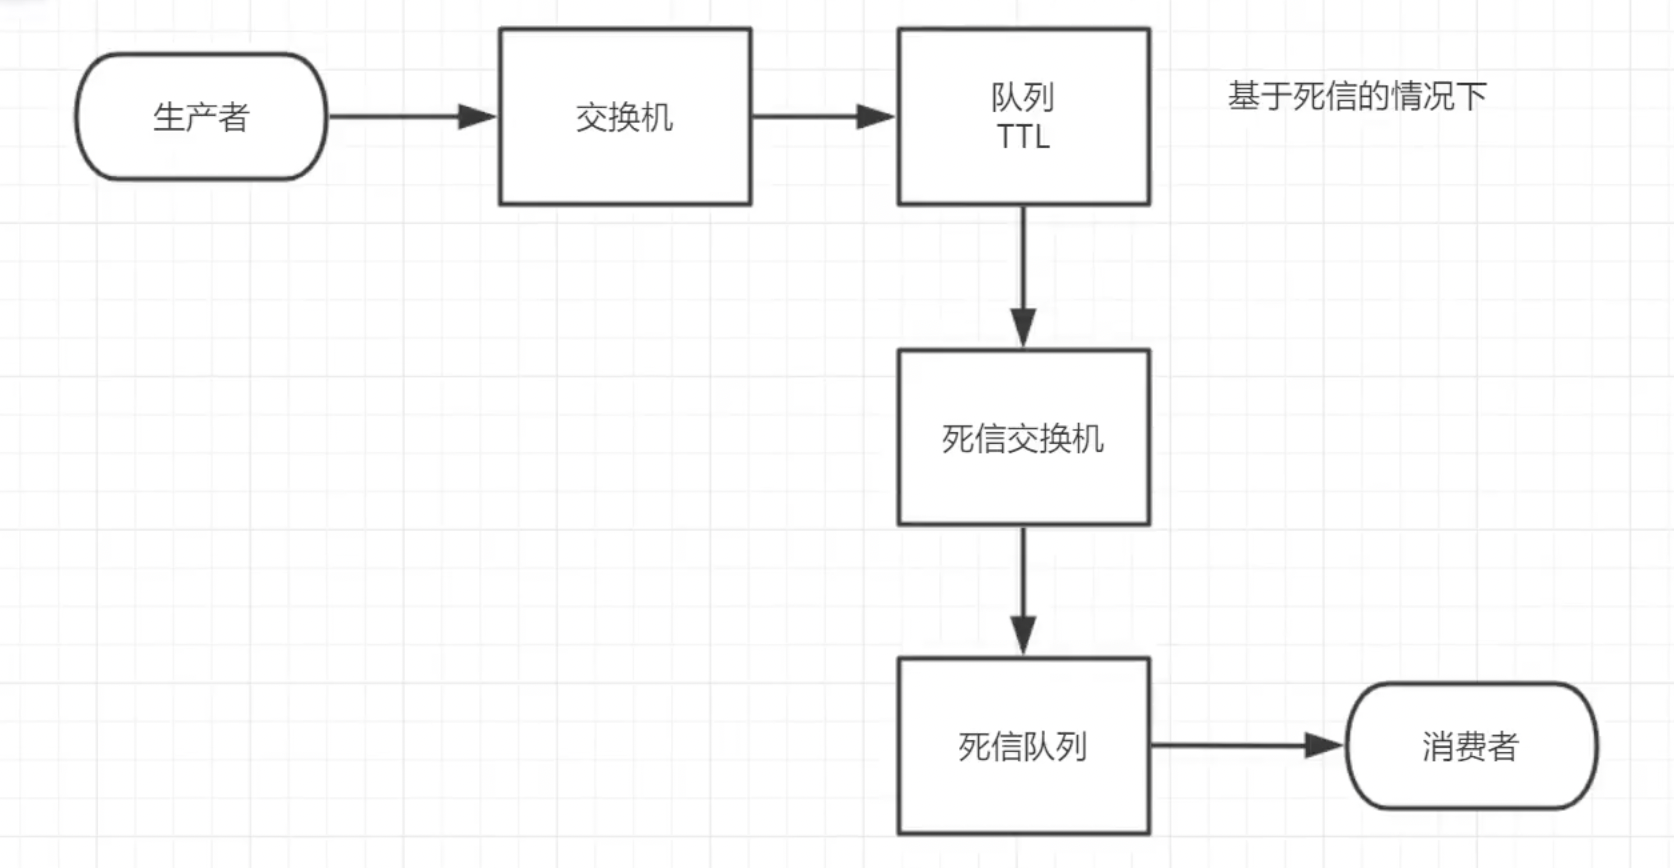 生产者
交换机
队列
TTL
基于死信的情况下
死信交换机
死信队列
消费者